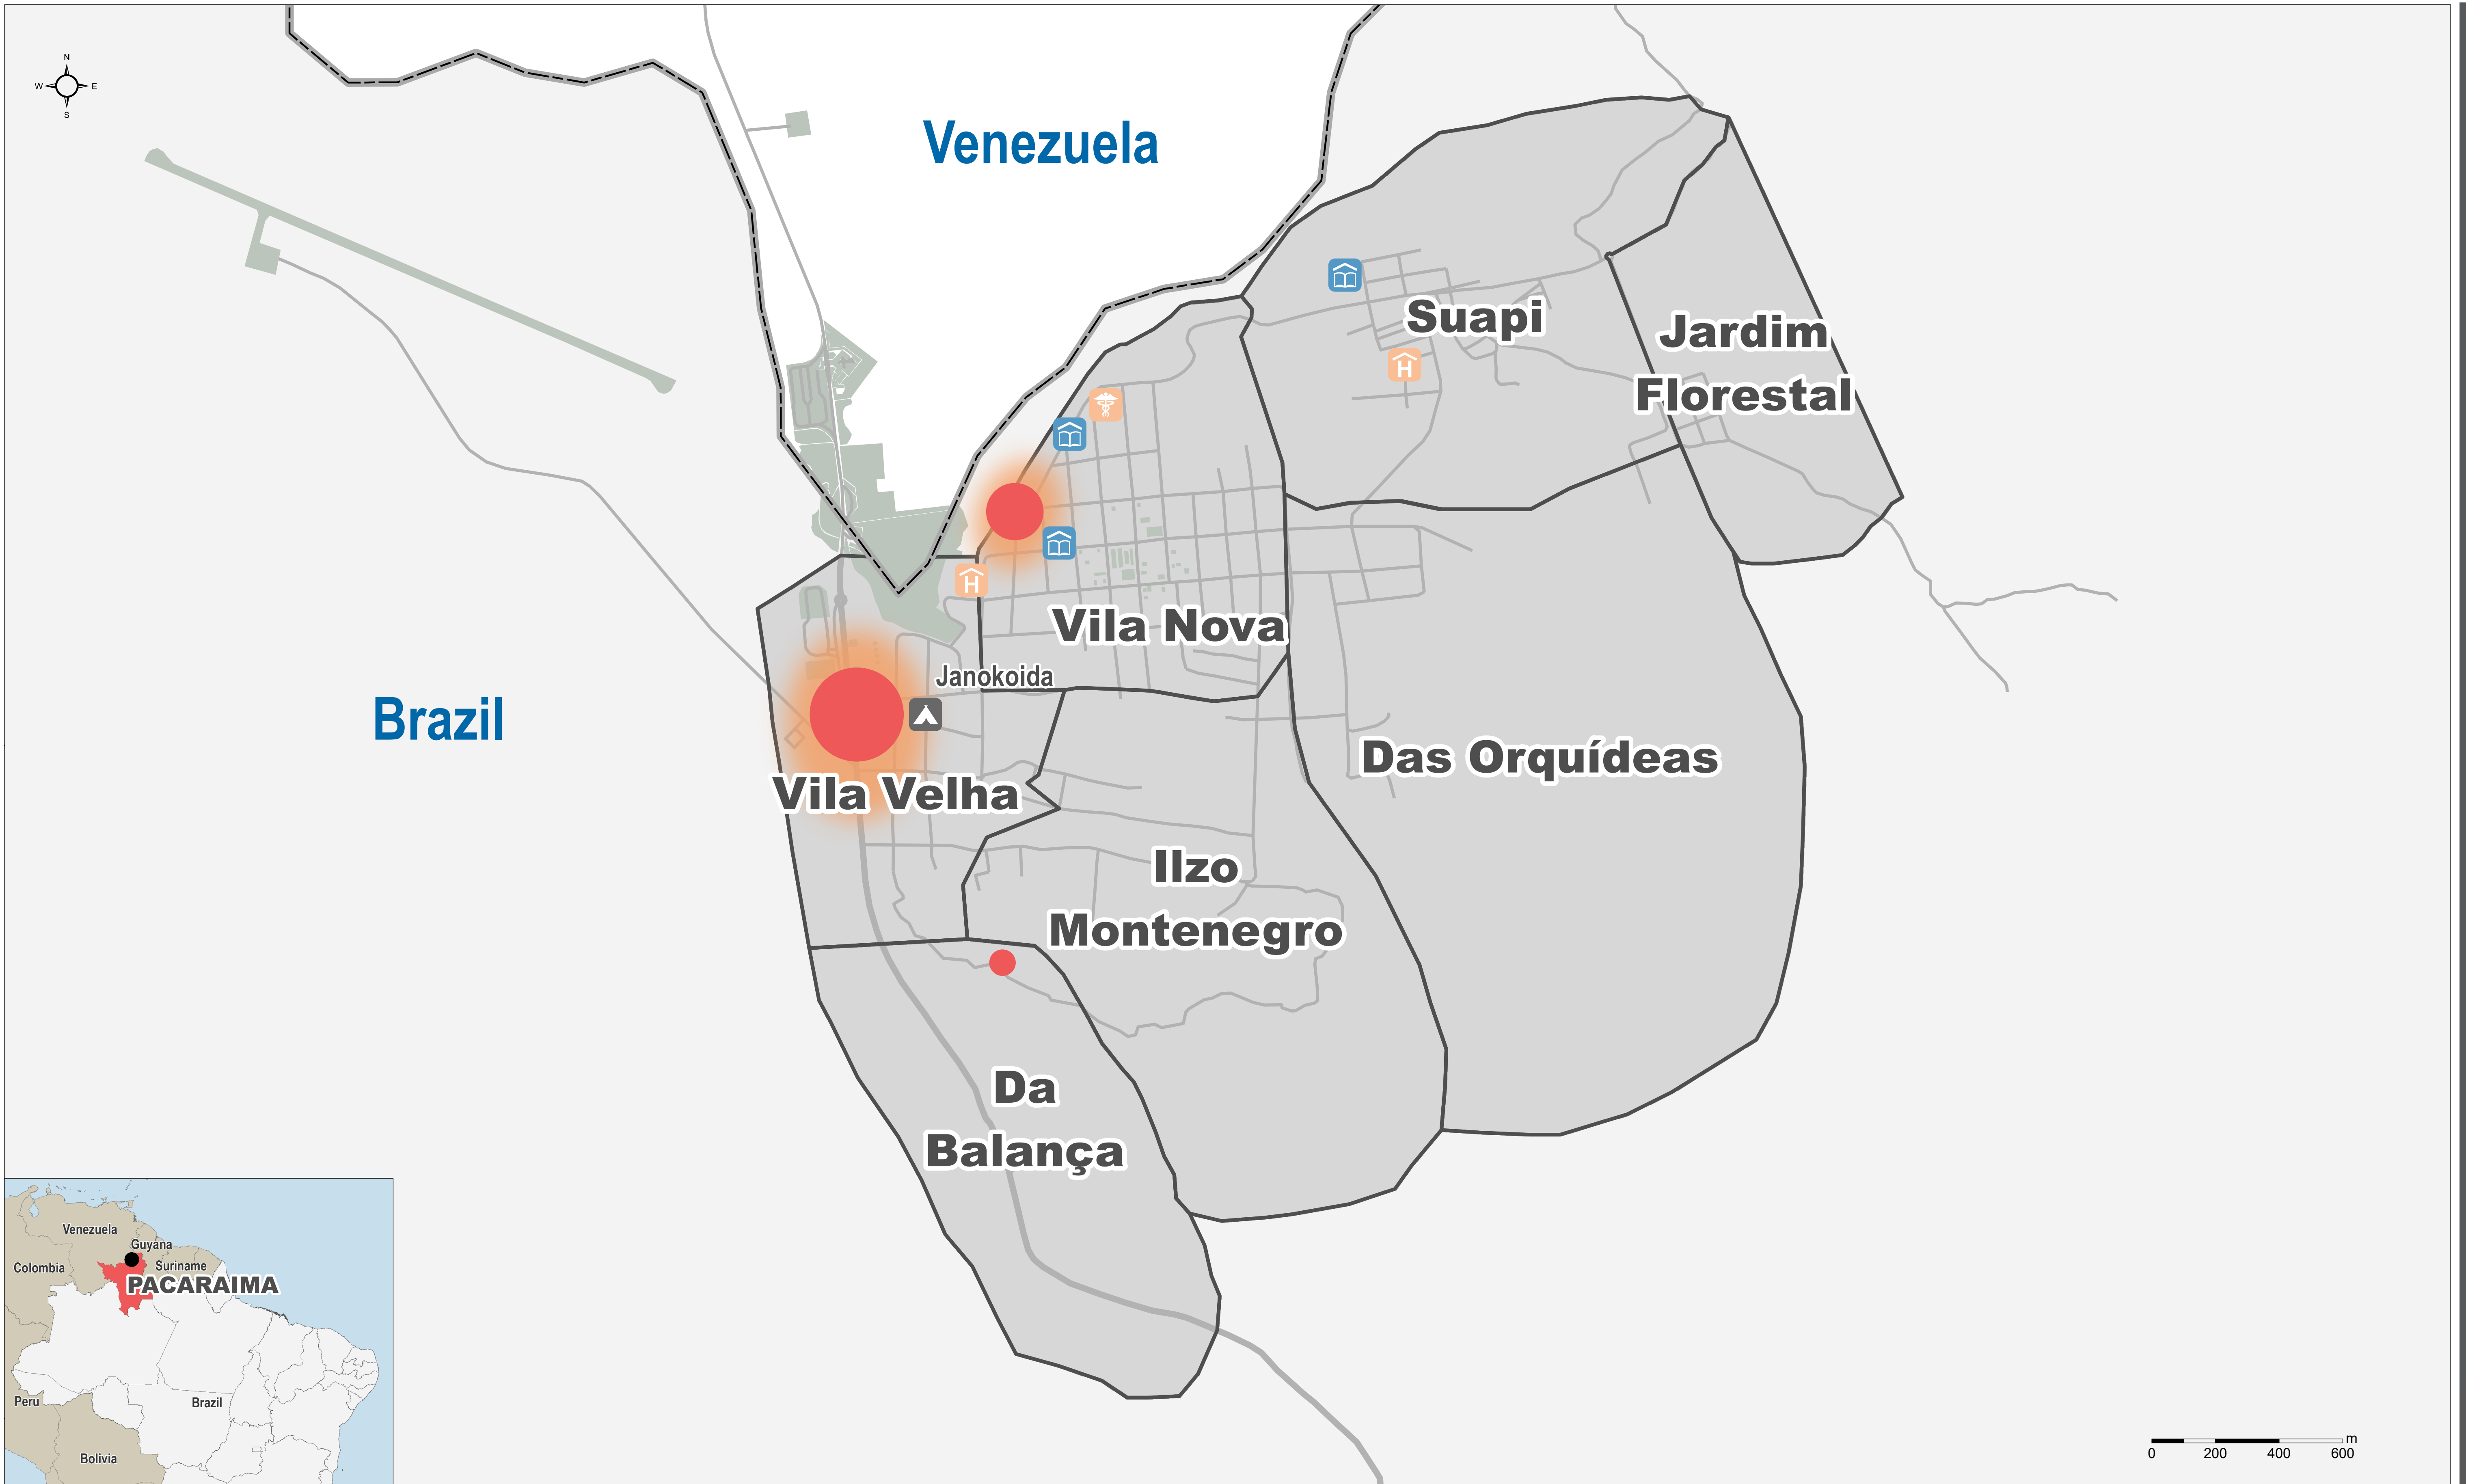 N
W E
S
Venezuela
Suapi
Jardim
Florestal
H
H
Vila Nova
Janokoida
Brazil
Das Orquídeas
Vila Velha
Ilzo
Montenegro
Da
Balança
Venezuela
Guyana
Colombia
Suriname
PACARAIMA
Peru
Brazil
Bolivia
m
0 200 400 600